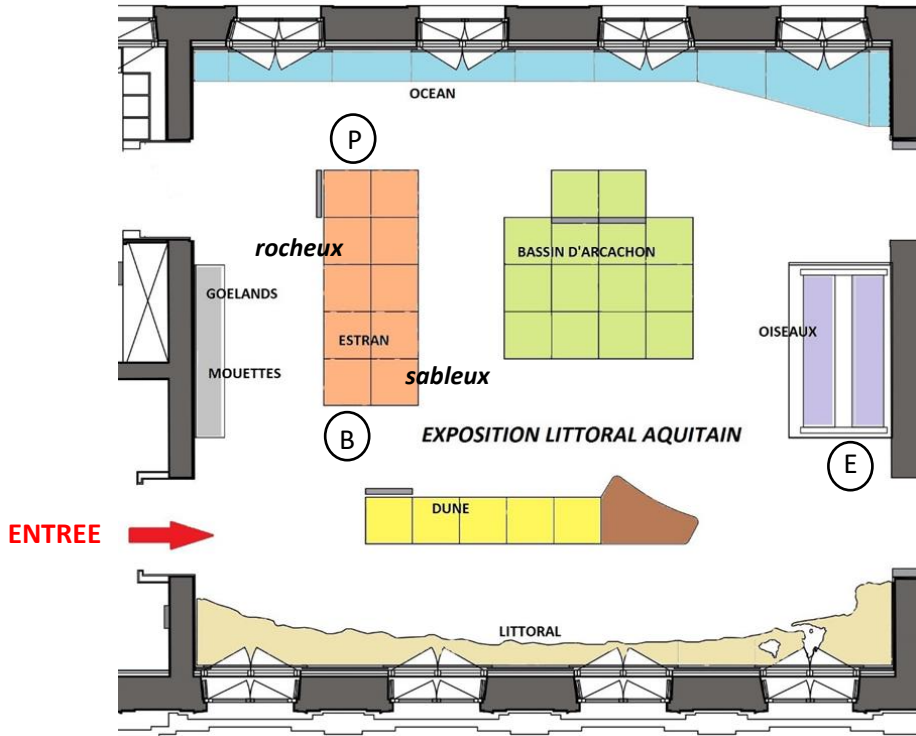 OCEAN
P
rocheux
BASSIN D'ARCACHON
GOELANDS
OISEAUX
ESTRAN
MOUETTES
sableux
B
EXPOSITION LITTORAL AQUITAIN
E
DUNE
ENTREE
LITTORAL